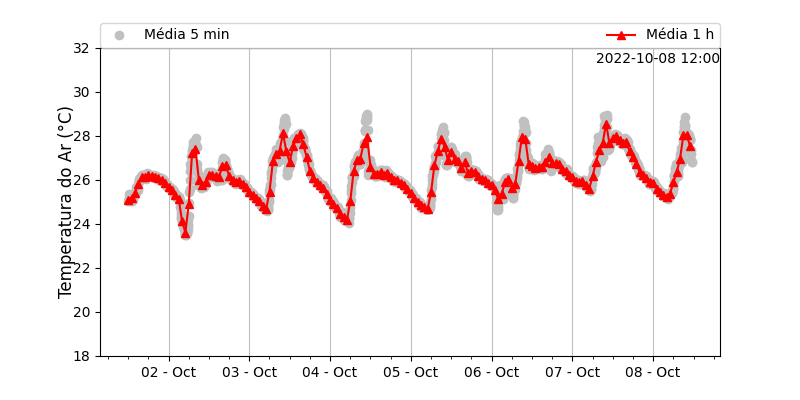 Média 5 min
Média 1 h
2022-10-08 12:00
Temperatura do Ar (°C)
32
30
28
26
24
22
20
18
02 - Oct
03 - Oct
04 - Oct
05 - Oct
06 - Oct
07 - Oct
08 - Oct